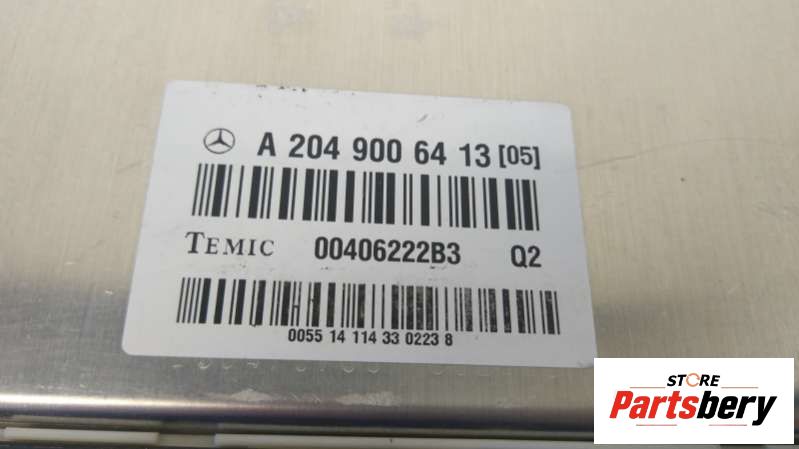 A 204 900 64 13 [05]
TEMIC 00406222B3 Q2
0055 14 114 33 0223 8
STORE
Partsbery